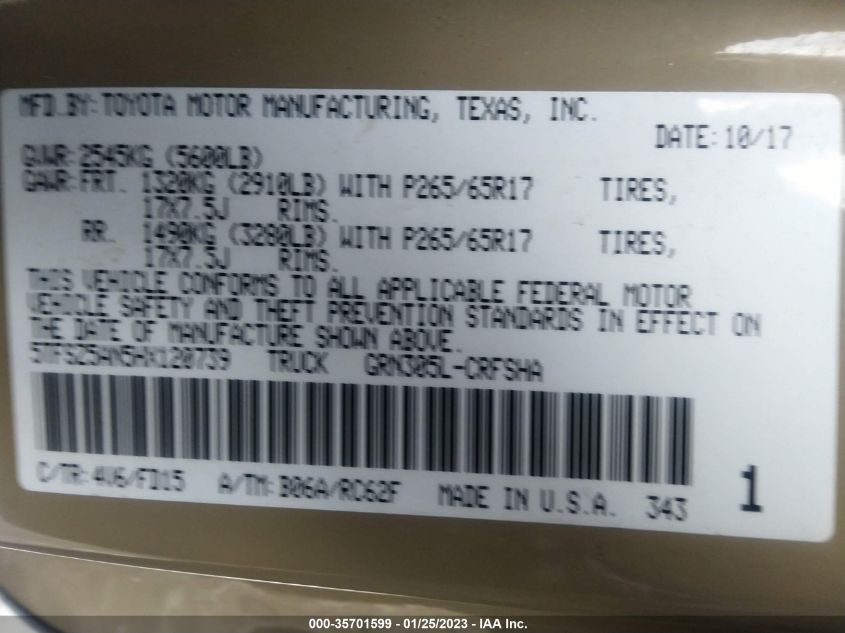 MFD.BY:TOYOTA MOTOR MANUFACTURING, TEXAS, INC.
DATE:10/17
GVWR:2545KG (5600LB)
GAWR:FRT. 1320KG (2910LB) WITH P265/65R17 TIRES,
17X7.5J RIMS.
RR. 1490KG (3280LB) WITH P265/65R17 TIRES,
17X7.5J RIMS.
THIS VEHICLE CONFORMS TO ALL APPLICABLE FEDERAL MOTOR
VEHICLE SAFETY AND THEFT PREVENTION STANDARDS IN EFFECT ON
THE DATE OF MANUFACTURE SHOWN ABOVE.
5TFSZ5AN5HX120739 TRUCK GRN305L-CRFSHA
C/TR:4V6/FD15 A/TM:B06A/RC62F MADE IN U.S.A. 343 1
000-35701599 - 01/25/2023 - IAA Inc.